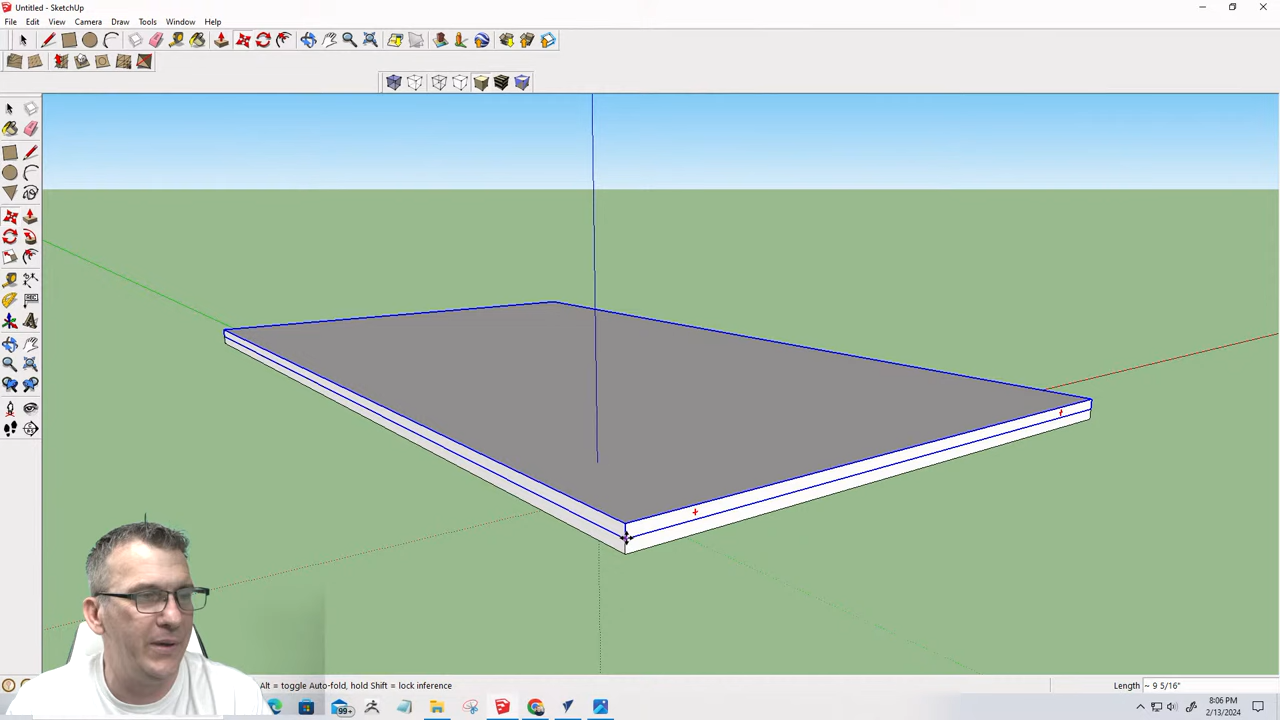 Untitled - SketchUp
File Edit View Camera Draw Tools Window Help
Alt = toggle Auto-fold, hold Shift = lock inference
Length ~ 9 5/16"
99+
8:06 PM
2/13/2024